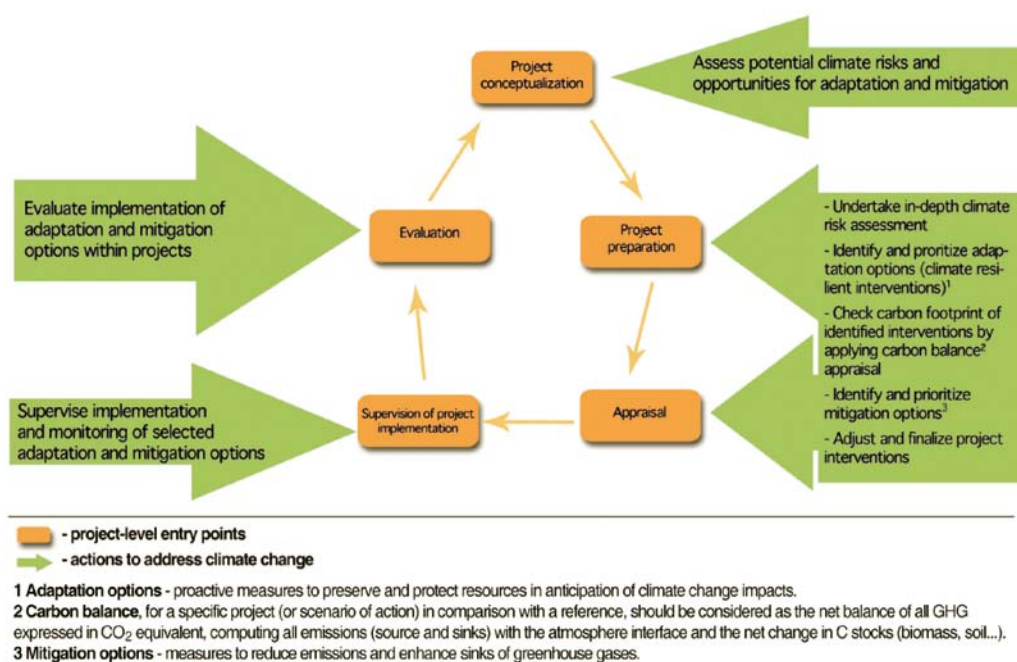 Project
conceptualization
Assess potential climate risks and
opportunities for adaptation and mitigation
Evaluate implementation of
adaptation and mitigation
options within projects
Evaluation
Project
preparation
- Undertake in-depth climate
risk assessment
- Identify and prioritize adap-
tation options (climate resi-
lient interventions)¹
- Check carbon footprint of
identified interventions by
applying carbon balance²
appraisal
- Identify and prioritize
mitigation options³
- Adjust and finalize project
interventions
Supervise implementation
and monitoring of selected
adaptation and mitigation options
Supervision of project
implementation
Appraisal
- project-level entry points
- actions to address climate change
1 Adaptation options - proactive measures to preserve and protect resources in anticipation of climate change impacts.
2 Carbon balance, for a specific project (or scenario of action) in comparison with a reference, should be considered as the net balance of all GHG
expressed in CO₂ equivalent, computing all emissions (source and sinks) with the atmosphere interface and the net change in C stocks (biomass, soil...).
3 Mitigation options - measures to reduce emissions and enhance sinks of greenhouse gases.